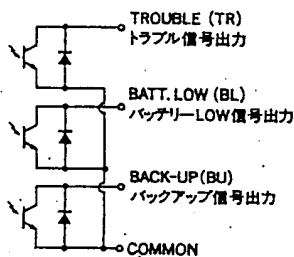 TROUBLE (TR)
トラブル信号出力
BATT. LOW (BL)
バッテリーLOW信号出力
BACK-UP(BU)
バックアップ信号出力
COMMON